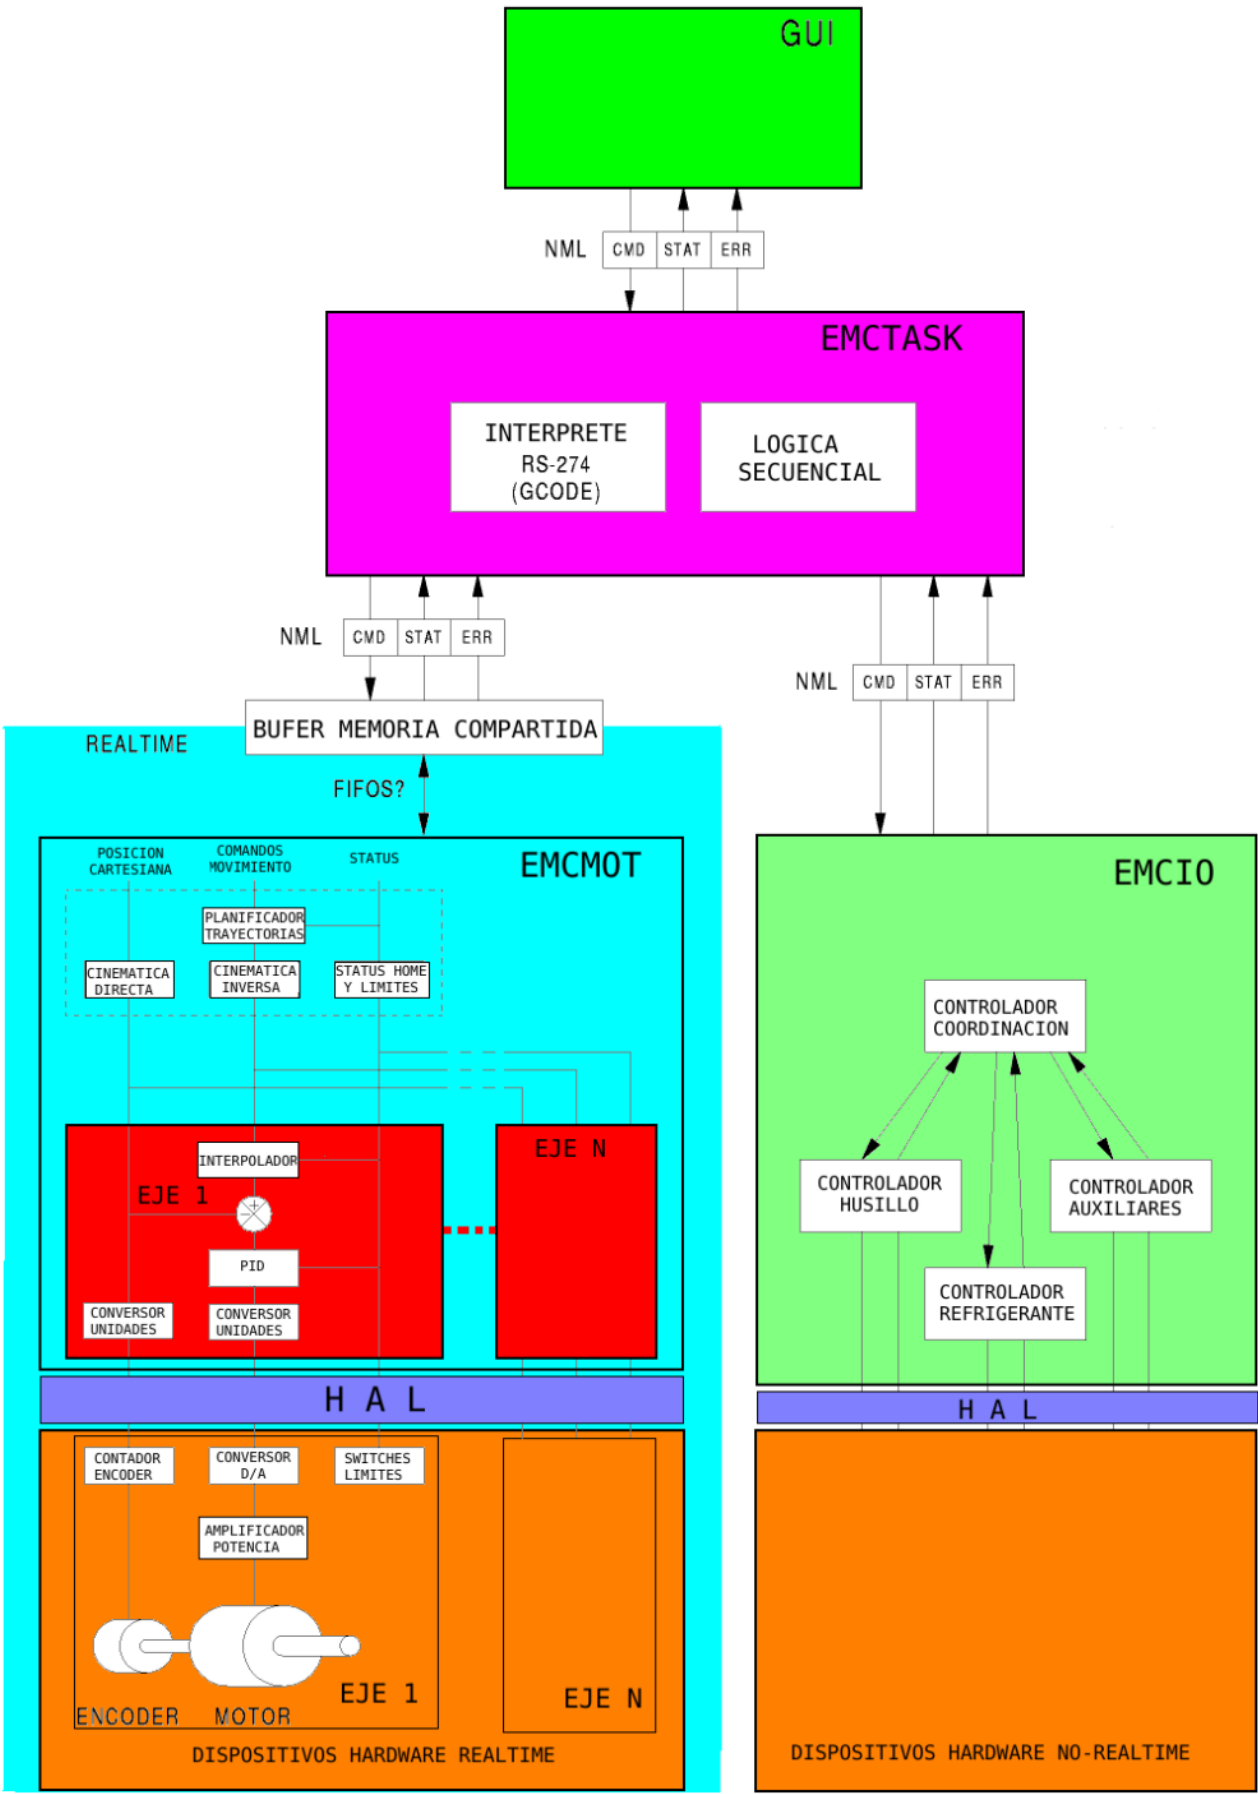 GUI
NML
CMD
STAT
ERR
EMCTASK
INTERPRETE
RS-274
(GCODE)
LOGICA
SECUENCIAL
NML
CMD
STAT
ERR
NML
CMD
STAT
ERR
BUFER MEMORIA COMPARTIDA
REALTIME
FIFOS?
POSICION
CARTESIANA
COMANDOS
MOVIMIENTO
STATUS
EMCMOT
PLANIFICADOR
TRAYECTORIAS
CINEMATICA
DIRECTA
CINEMATICA
INVERSA
STATUS HOME
Y LIMITES
INTERPOLADOR
EJE 1
+
-
PID
CONVERSOR
UNIDADES
CONVERSOR
UNIDADES
EJE N
H A L
CONTADOR
ENCODER
CONVERSOR
D/A
SWITCHES
LIMITES
AMPLIFICADOR
POTENCIA
EJE 1
ENCODER
MOTOR
EJE N
DISPOSITIVOS HARDWARE REALTIME
EMCIO
CONTROLADOR
COORDINACION
CONTROLADOR
HUSILLO
CONTROLADOR
AUXILIARES
CONTROLADOR
REFRIGERANTE
H A L
DISPOSITIVOS HARDWARE NO-REALTIME